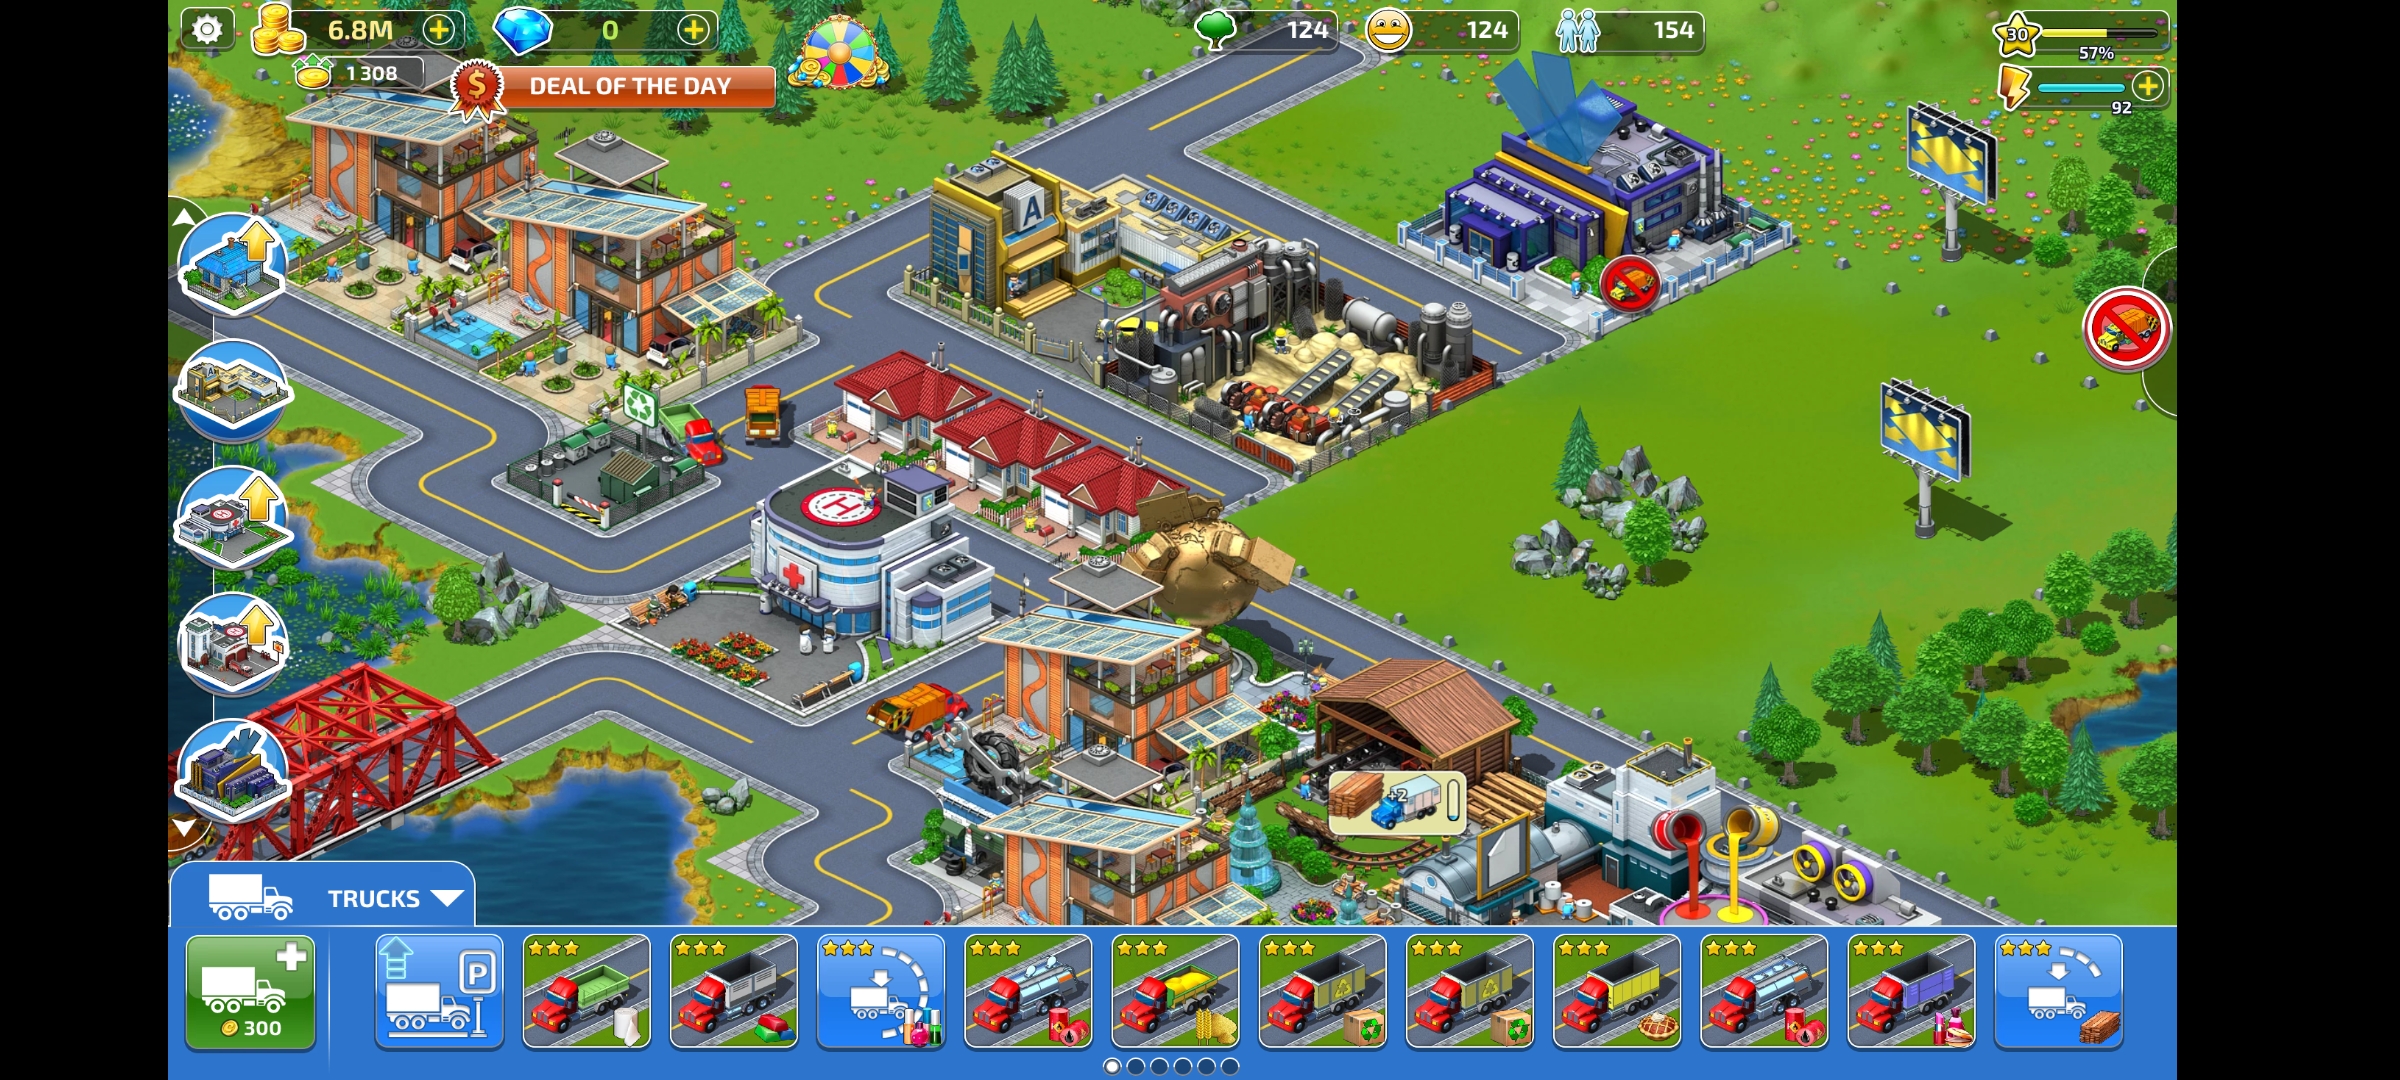 6.8M
0
124
124
154
30
57%
1 308
DEAL OF THE DAY
92
A
H
+2
TRUCKS
P
300